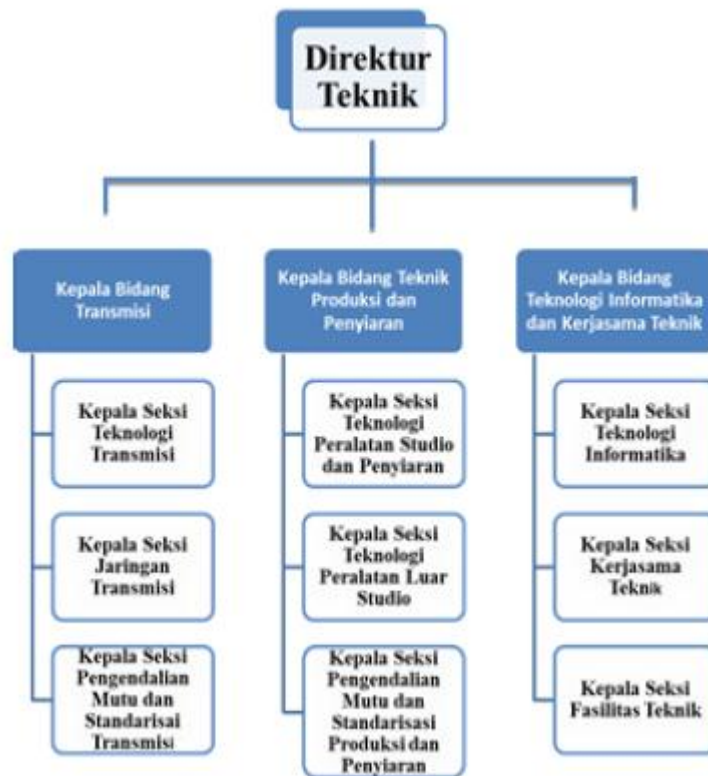 Direktur
Teknik
Kepala Bidang
Transmisi
Kepala Seksi
Teknologi
Transmisi
Kepala Seksi
Jaringan
Transmisi
Kepala Seksi
Pengendalian
Mutu dan
Standarisai
Transmisi
Kepala Bidang Teknik
Produksi dan
Penyiaran
Kepala Seksi
Teknologi
Peralatan Studio
dan Penyiaran
Kepala Seksi
Teknologi
Peralatan Luar
Studio
Kepala Seksi
Pengendalian
Mutu dan
Standarisasi
Produksi dan
Penyiaran
Kepala Bidang
Teknologi Informatika
dan Kerjasama Teknik
Kepala Seksi
Teknologi
Informatika
Kepala Seksi
Kerjasama
Teknik
Kepala Seksi
Fasilitas Teknik